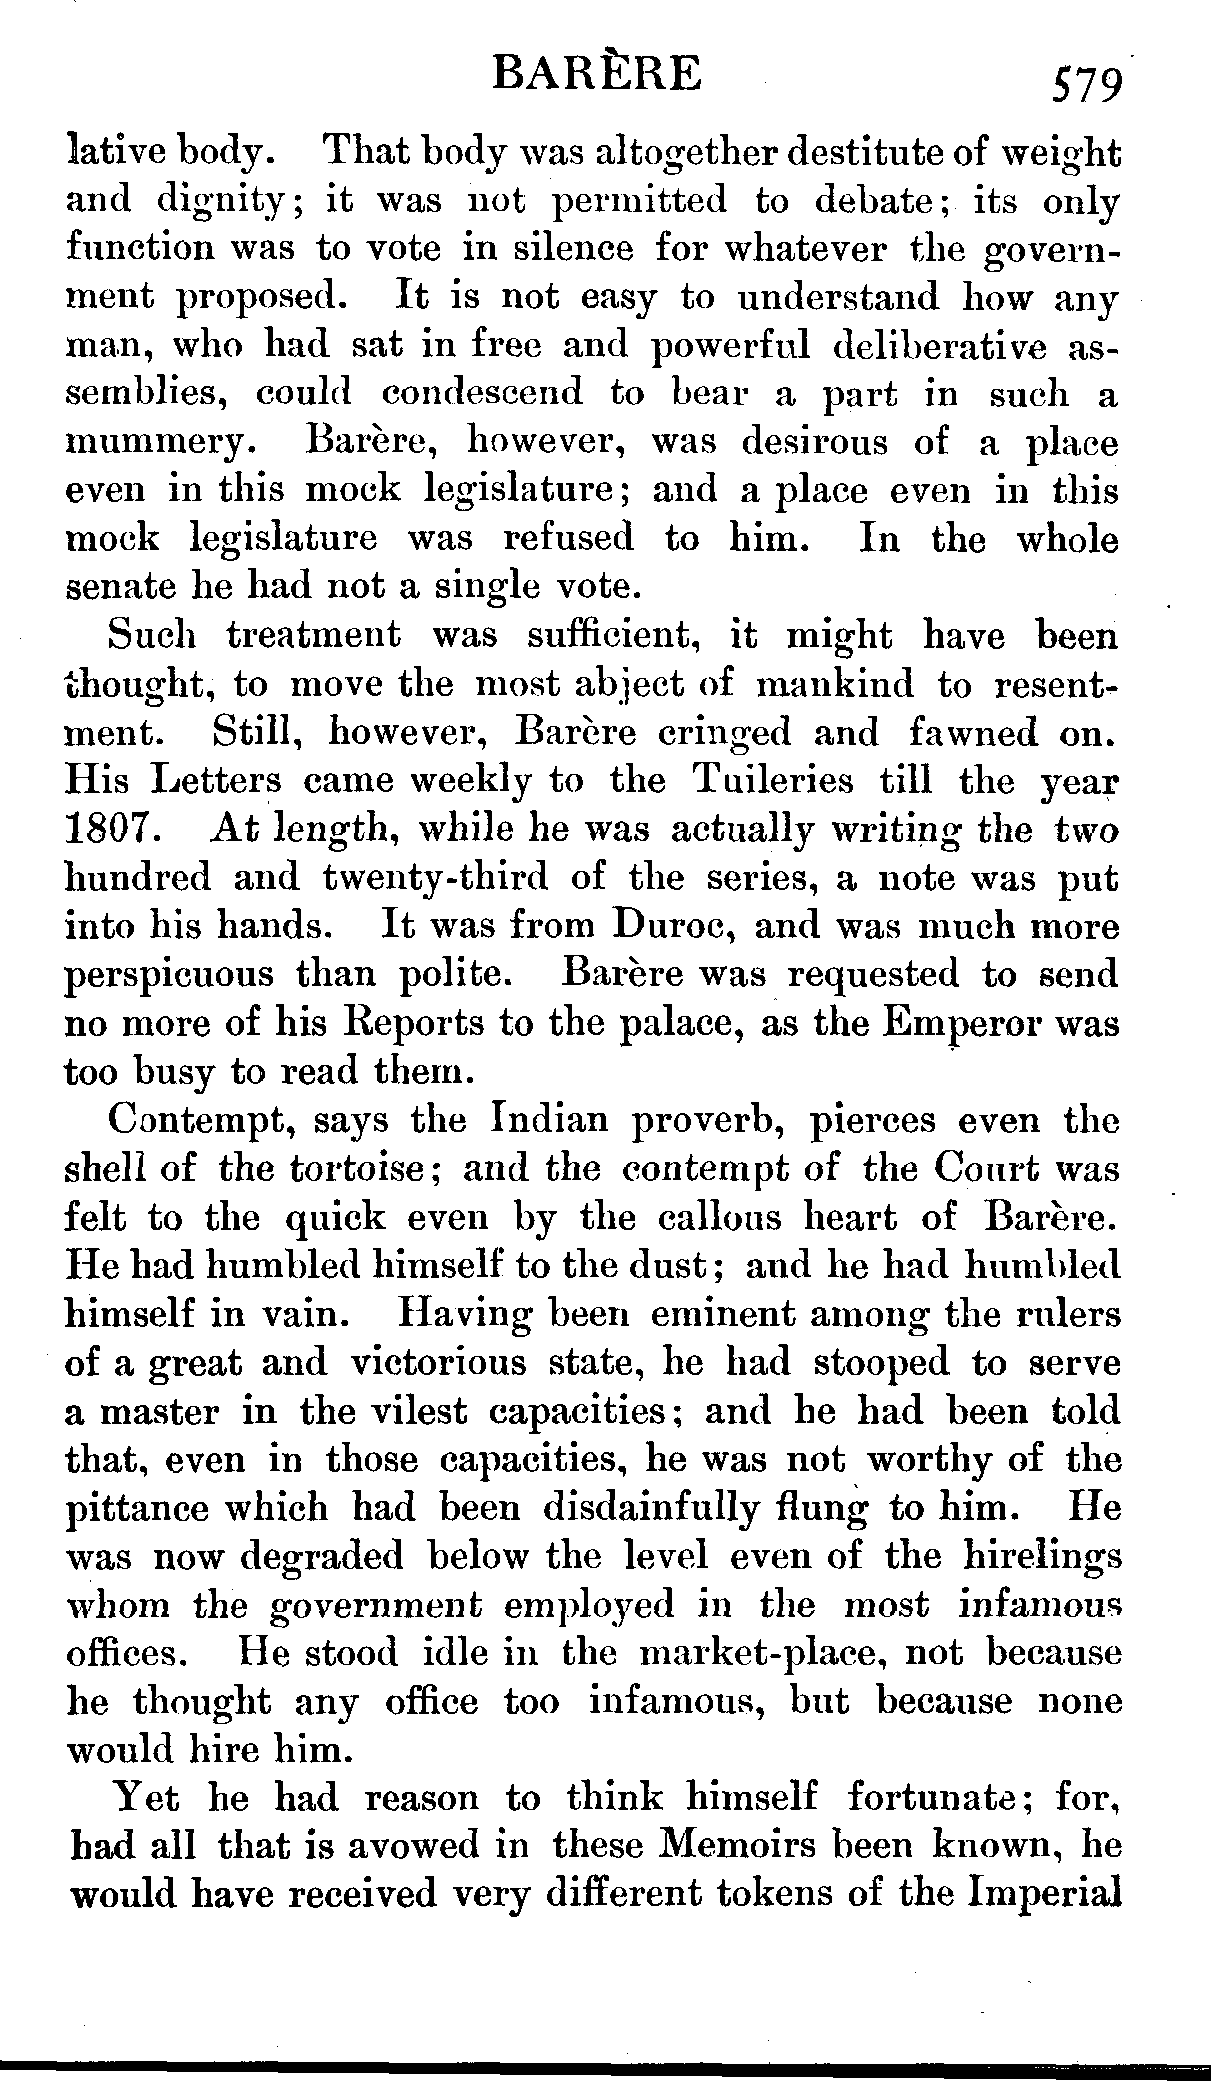 BARÈRE 579
lative body. That body was altogether destitute of weight
and dignity; it was not permitted to debate; its only
function was to vote in silence for whatever the govern-
ment proposed. It is not easy to understand how any
man, who had sat in free and powerful deliberative as-
semblies, could condescend to bear a part in such a
mummery. Barère, however, was desirous of a place
even in this mock legislature; and a place even in this
mock legislature was refused to him. In the whole
senate he had not a single vote.
Such treatment was sufficient, it might have been
thought, to move the most abject of mankind to resent-
ment. Still, however, Barère cringed and fawned on.
His Letters came weekly to the Tuileries till the year
1807. At length, while he was actually writing the two
hundred and twenty-third of the series, a note was put
into his hands. It was from Duroc, and was much more
perspicuous than polite. Barère was requested to send
no more of his Reports to the palace, as the Emperor was
too busy to read them.
Contempt, says the Indian proverb, pierces even the
shell of the tortoise; and the contempt of the Court was
felt to the quick even by the callous heart of Barère.
He had humbled himself to the dust; and he had humbled
himself in vain. Having been eminent among the rulers
of a great and victorious state, he had stooped to serve
a master in the vilest capacities; and he had been told
that, even in those capacities, he was not worthy of the
pittance which had been disdainfully flung to him. He
was now degraded below the level even of the hirelings
whom the government employed in the most infamous
offices. He stood idle in the market-place, not because
he thought any office too infamous, but because none
would hire him.
Yet he had reason to think himself fortunate; for,
had all that is avowed in these Memoirs been known, he
would have received very different tokens of the Imperial